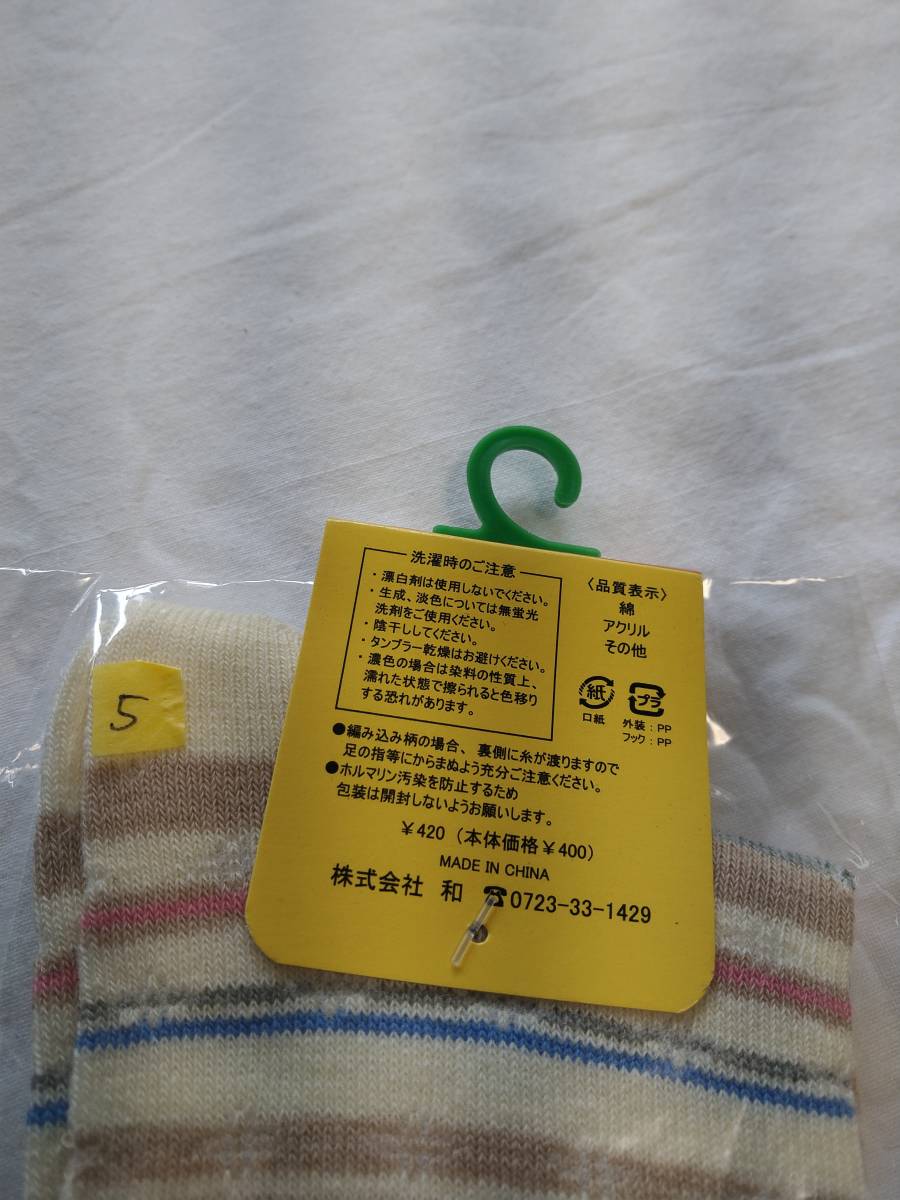 5
洗濯時のご注意
・漂白剤は使用しないでください。
・生成、淡色については無蛍光
洗剤をご使用ください。
・陰干ししてください。
・タンブラー乾燥はお避けください。
・濃色の場合は染料の性質上、
濡れた状態で擦られると色移り
する恐れがあります。
〈品質表示〉
綿
アクリル
その他
紙
口紙
プラ
外装：PP
フック：PP
●編み込み柄の場合、裏側に糸が渡りますので
足の指等にからまぬよう充分ご注意ください。
●ホルマリン汚染を防止するため
包装は開封しないようお願いします。
￥420（本体価格￥400）
MADE IN CHINA
株式会社 和 ☎0723-33-1429